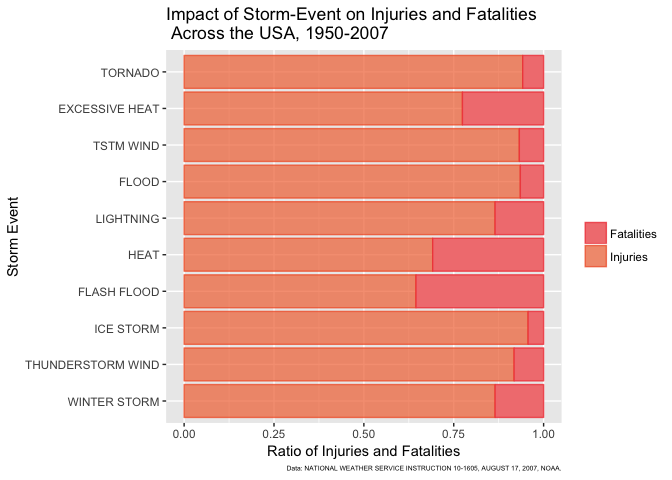 Impact of Storm-Event on Injuries and Fatalities
Across the USA, 1950-2007
Storm Event
TORNADO
EXCESSIVE HEAT
TSTM WIND
FLOOD
LIGHTNING
HEAT
FLASH FLOOD
ICE STORM
THUNDERSTORM WIND
WINTER STORM
Fatalities
Injuries
0.00 0.25 0.50 0.75 1.00
Ratio of Injuries and Fatalities
Data: NATIONAL WEATHER SERVICE INSTRUCTION 10-1605, AUGUST 17, 2007, NOAA.